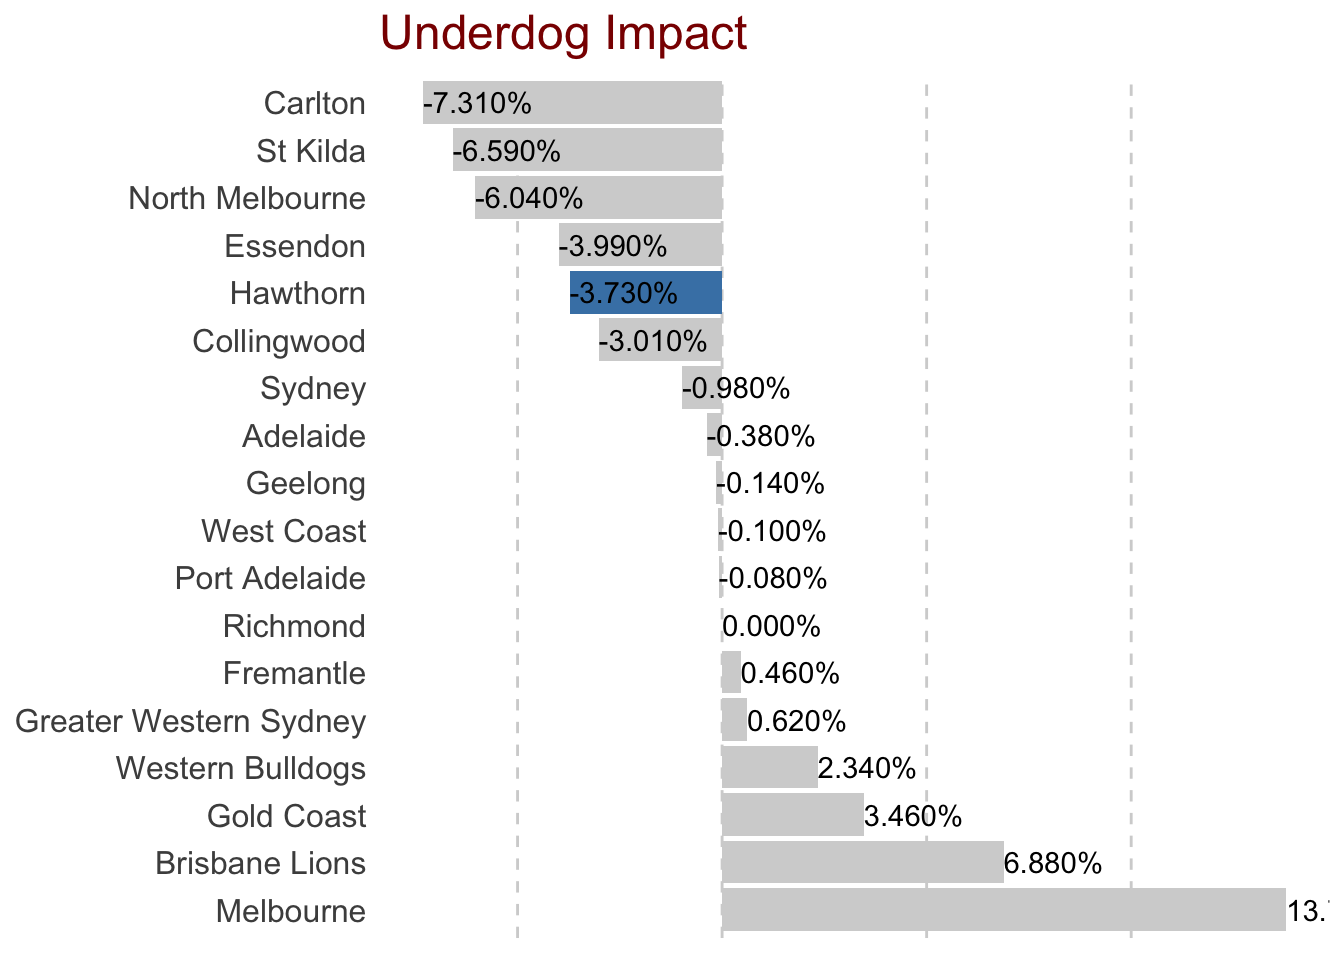 Underdog Impact
Carlton -7.310%
St Kilda -6.590%
North Melbourne -6.040%
Essendon -3.990%
Hawthorn -3.730%
Collingwood -3.010%
Sydney -0.980%
Adelaide -0.380%
Geelong -0.140%
West Coast -0.100%
Port Adelaide -0.080%
Richmond 0.000%
Fremantle 0.460%
Greater Western Sydney 0.620%
Western Bulldogs 2.340%
Gold Coast 3.460%
Brisbane Lions 6.880%
Melbourne 13.